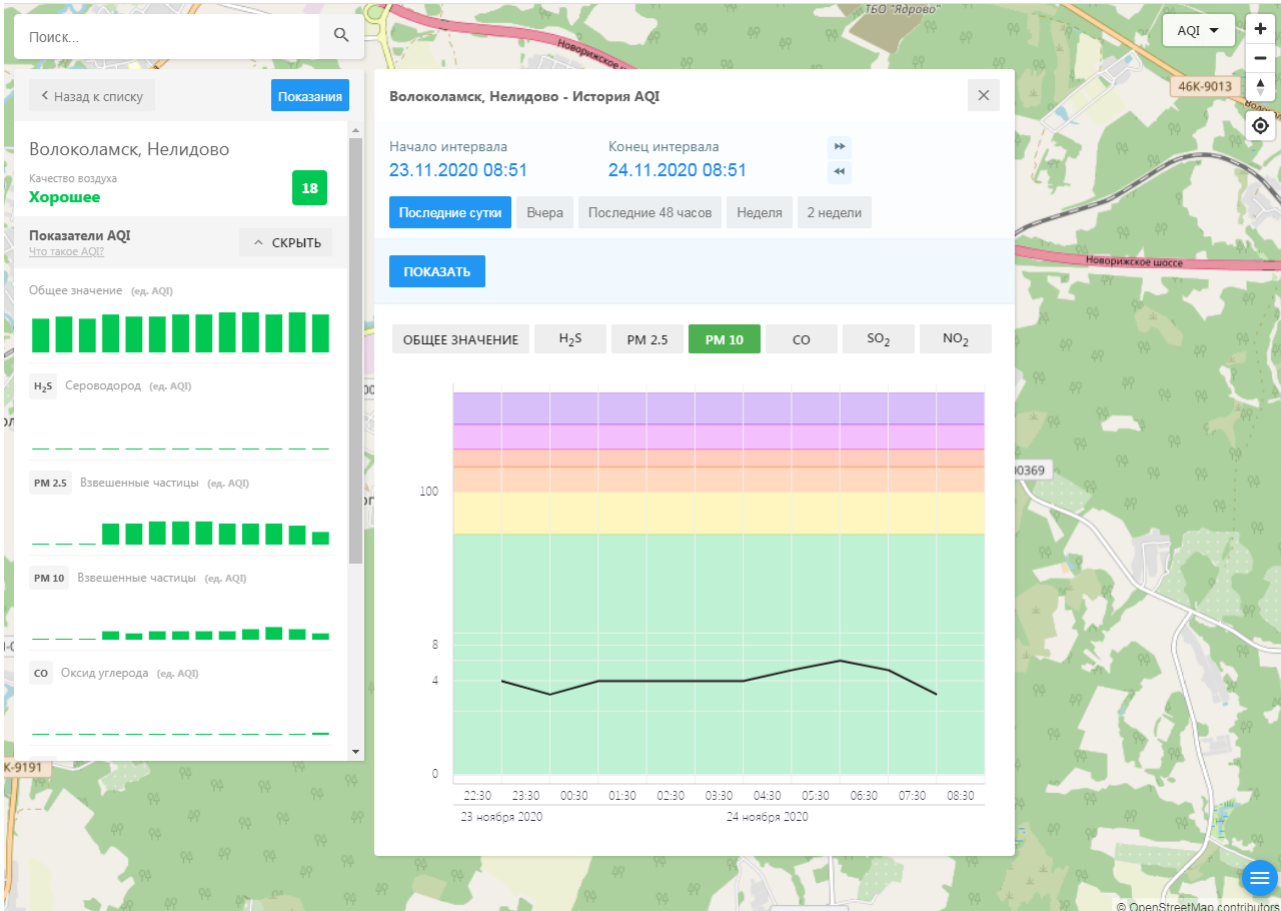 ТБО "Ядрово"
Поиск...
AQI
Новорижское шоссе
46К-9013
Назад к списку
Показания
Волоколамск, Нелидово
Качество воздуха
Хорошее
18
Показатели AQI
Что такое AQI?
СКРЫТЬ
Общее значение (ед. AQI)
H₂S Сероводород (ед. AQI)
PM 2.5 Взвешенные частицы (ед. AQI)
PM 10 Взвешенные частицы (ед. AQI)
CO Оксид углерода (ед. AQI)
Волоколамск, Нелидово - История AQI
Начало интервала
23.11.2020 08:51
Конец интервала
24.11.2020 08:51
Последние сутки
Вчера
Последние 48 часов
Неделя
2 недели
ПОКАЗАТЬ
ОБЩЕЕ ЗНАЧЕНИЕ
H₂S
PM 2.5
PM 10
CO
SO₂
NO₂
100
8
4
0
22:30 23:30 00:30 01:30 02:30 03:30 04:30 05:30 06:30 07:30 08:30
23 ноября 2020
24 ноября 2020
00369
К-9191
© OpenStreetMap contributors